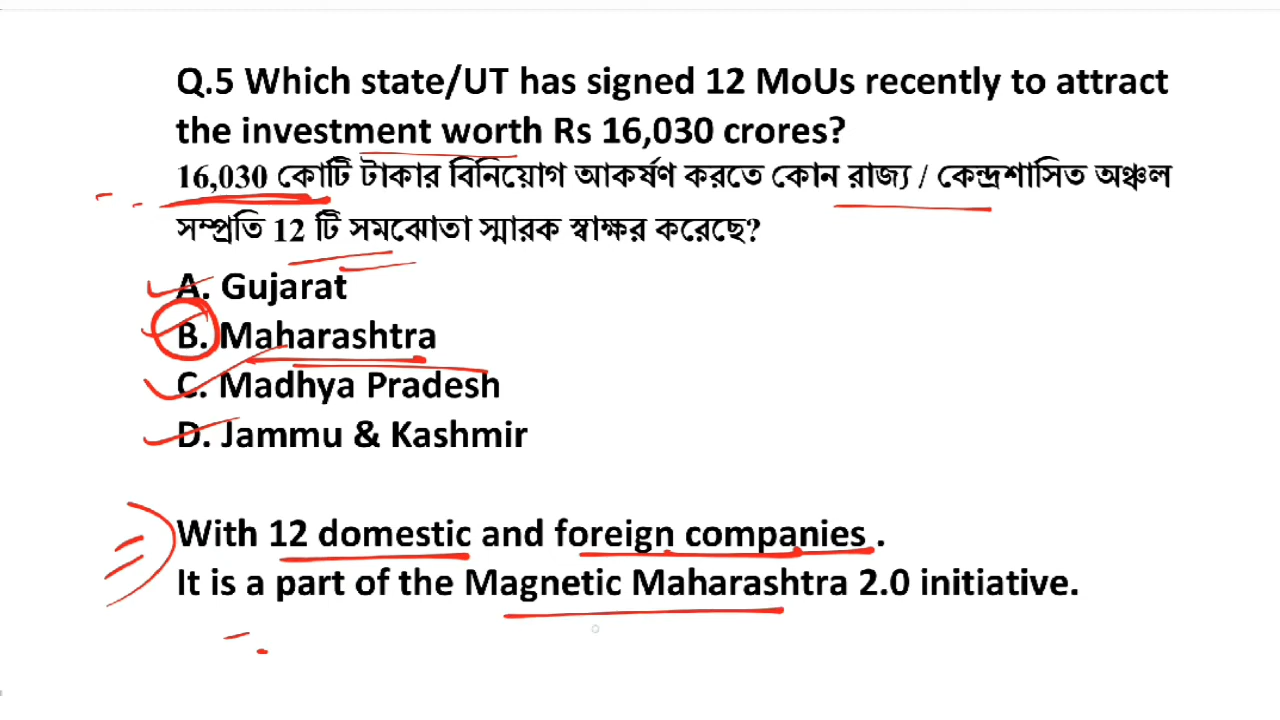 Q.5 Which state/UT has signed 12 MoUs recently to attract
the investment worth Rs 16,030 crores?
16,030 কোটি টাকার বিনিয়োগ আকর্ষণ করতে কোন রাজ্য / কেন্দ্রশাসিত অঞ্চল
সম্প্রতি 12 টি সমঝোতা স্মারক স্বাক্ষর করেছে?
A. Gujarat
B. Maharashtra
C. Madhya Pradesh
D. Jammu & Kashmir
With 12 domestic and foreign companies .
It is a part of the Magnetic Maharashtra 2.0 initiative.